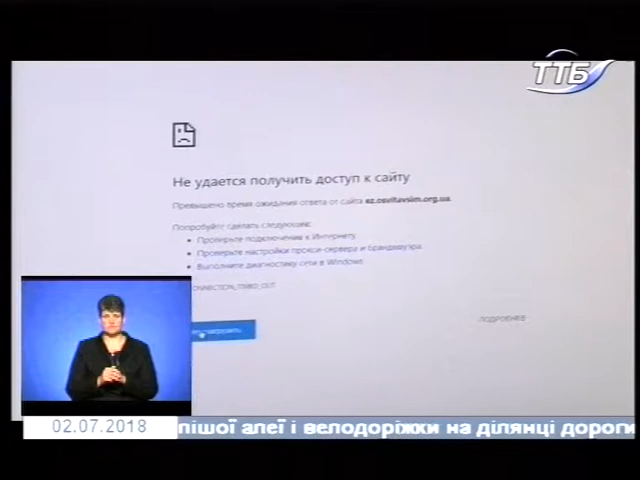 ТТБ
Не удается получить доступ к сайту
Превышено время ожидания ответа от сайта ez.osvitavsim.org.ua.
Попробуйте сделать следующее:
Проверьте подключение к Интернету.
Проверьте настройки прокси-сервера и брандмауэра.
Выполните диагностику сети в Windows.
ПОДРОБНЕЕ
02.07.2018
пішої алеї і велодоріжки на ділянці дороги